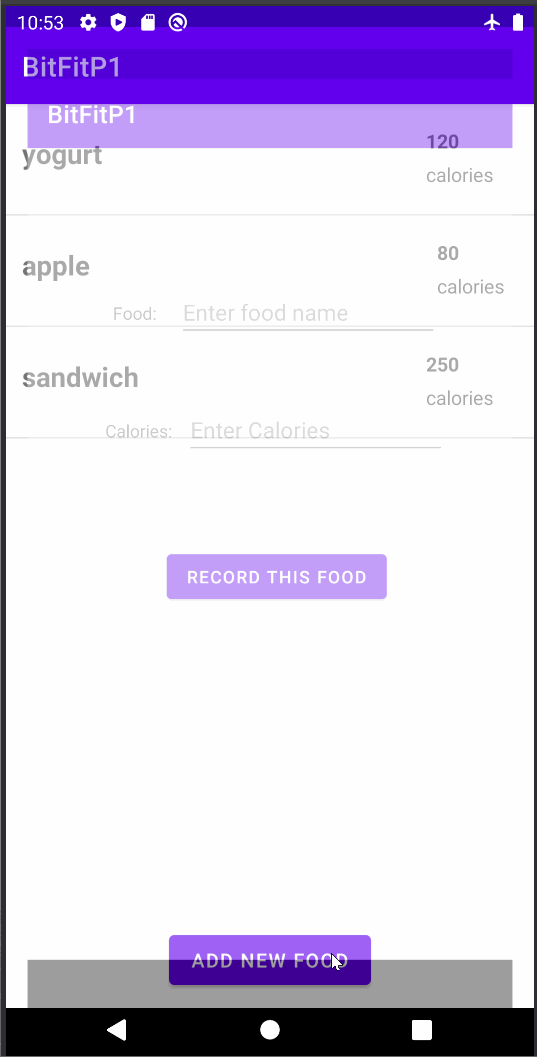 10:53
BitFitP1
BitFitP1
yogurt
120
calories
apple
80
calories
Food: Enter food name
sandwich
250
calories
Calories: Enter Calories
RECORD THIS FOOD
ADD NEW FOOD